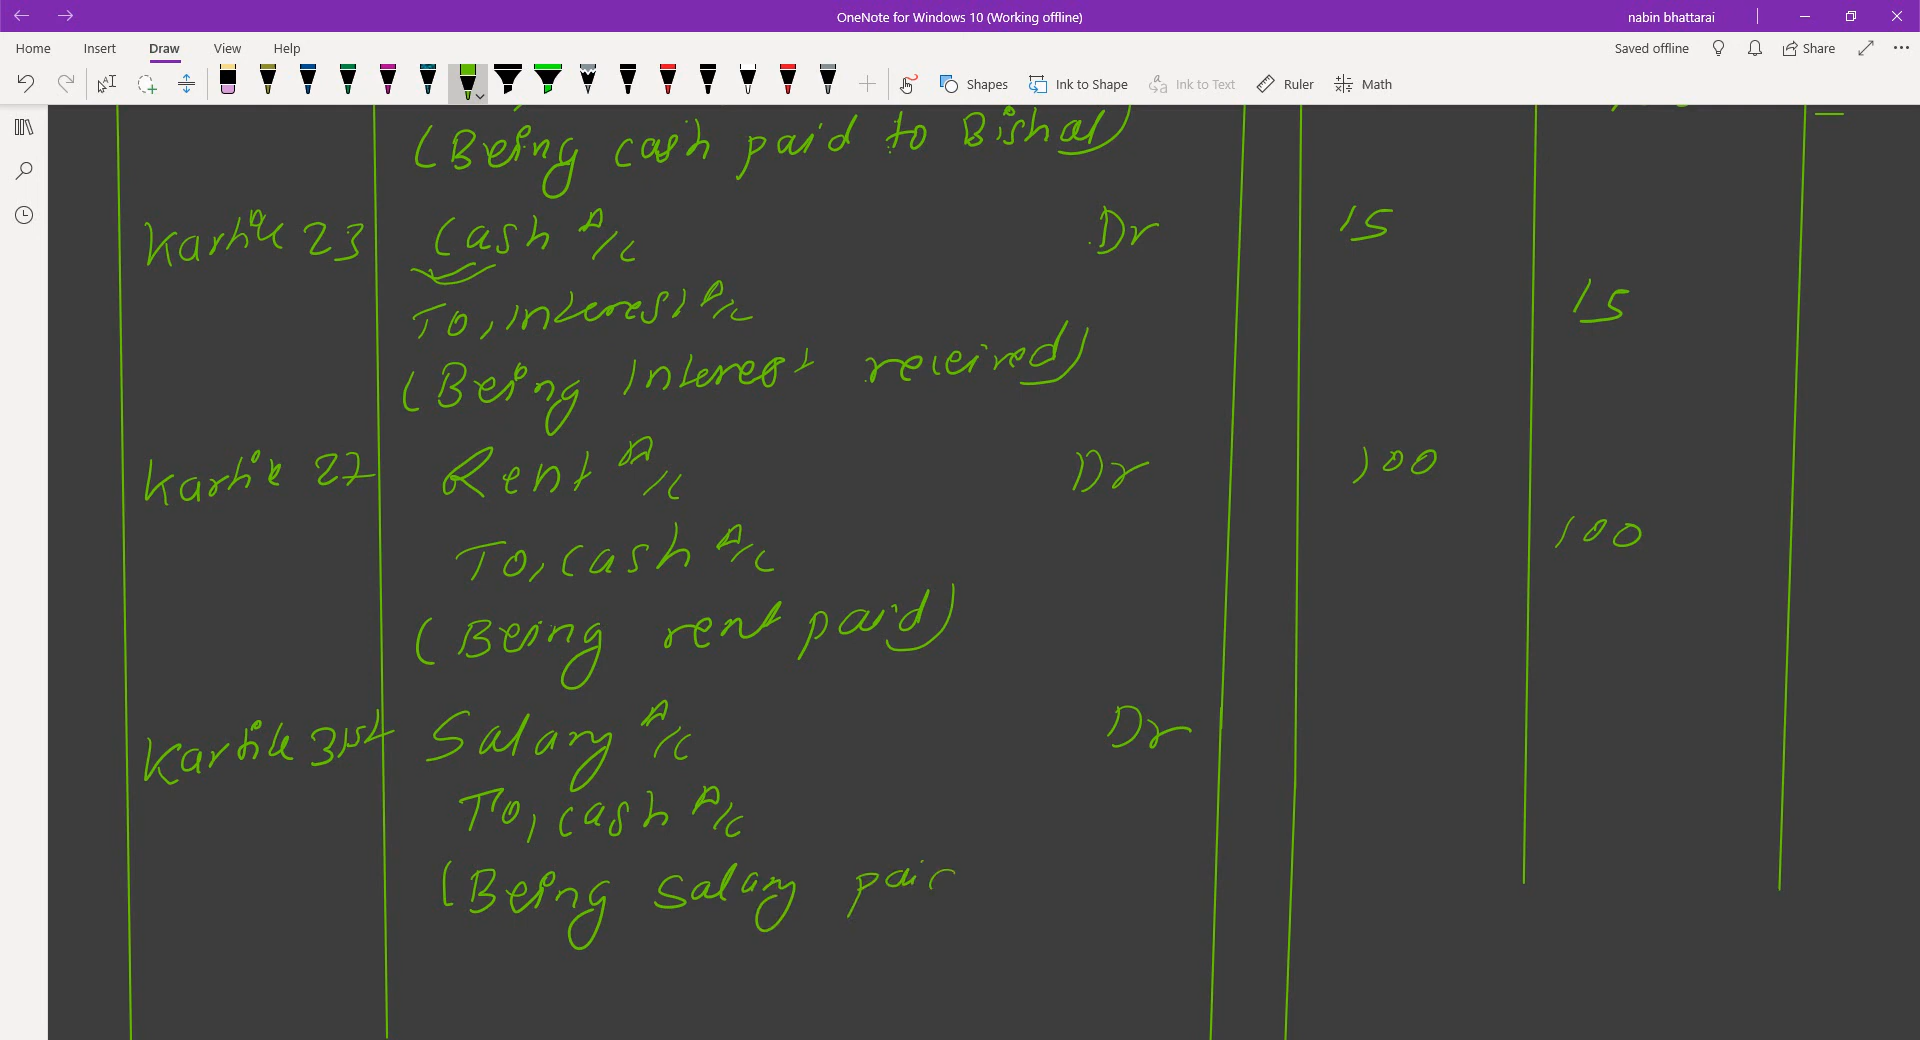 OneNote for Windows 10 (Working offline)
nabin bhattarai
Home Insert Draw View Help
Saved offline
Share
Shapes
Ink to Shape
Ink to Text
Ruler
Math
(Being cash paid to Bishal)
Kartik 23 Cash A/c Dr 15
To, interest A/c 15
(Being Interest received)
Kartik 27 Rent A/c Dr 100
To, cash A/c 100
(Being rent paid)
Kartik 31st Salary A/c Dr
To, cash A/c
(Being salary paic